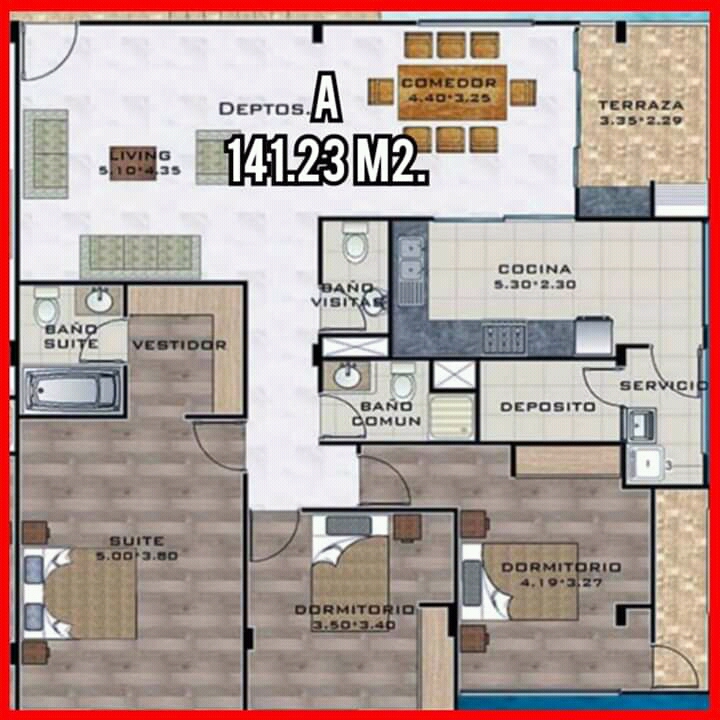 DEPTOS. A
141.23 M2.
COMEDOR
4.40*3.25
TERRAZA
3.35*2.29
LIVING
5.10*4.35
COCINA
5.30*2.30
BAÑO
VISITAS
BAÑO
SUITE
VESTIDOR
BAÑO
COMUN
DEPOSITO
SERVICIO
SUITE
5.00*3.80
DORMITORIO
3.50*3.40
DORMITORIO
4.19*3.27